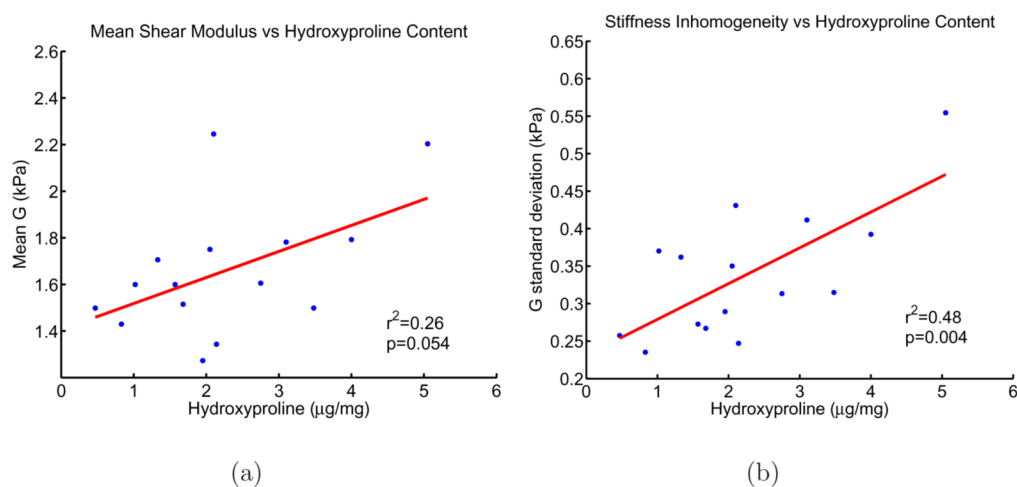 Mean Shear Modulus vs Hydroxyproline Content
2.6
2.4
2.2
2
1.8
1.6
1.4
Mean G (kPa)
r²=0.26
p=0.054
0 1 2 3 4 5 6
Hydroxyproline (μg/mg)
(a)
Stiffness Inhomogeneity vs Hydroxyproline Content
0.65
0.6
0.55
0.5
0.45
0.4
0.35
0.3
0.25
0.2
G standard deviation (kPa)
r²=0.48
p=0.004
0 1 2 3 4 5 6
Hydroxyproline (μg/mg)
(b)